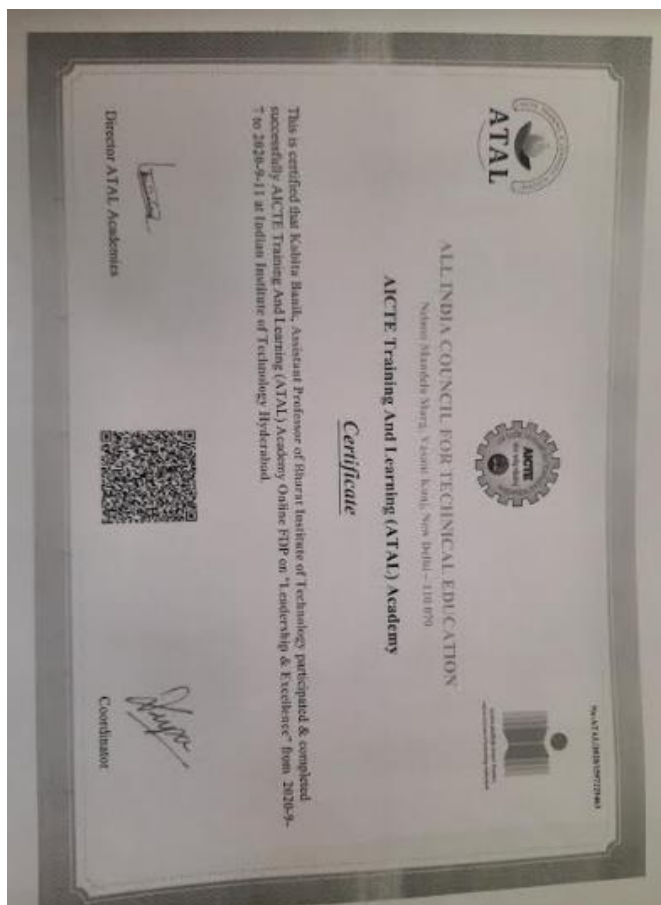 ATAL
AICTE
ALL INDIA COUNCIL FOR TECHNICAL EDUCATION
Nelson Mandela Marg, Vasant Kunj, New Delhi – 110 070
AICTE Training And Learning (ATAL) Academy
Certificate
This is certified that Kabita Banik, Assistant Professor of Bharat Institute of Technology participated & completed
successfully AICTE Training And Learning (ATAL) Academy Online FDP on "Leadership & Excellence" from 2020-9-
7 to 2020-9-11 at Indian Institute of Technology Hyderabad.
Director ATAL Academies
Coordinator